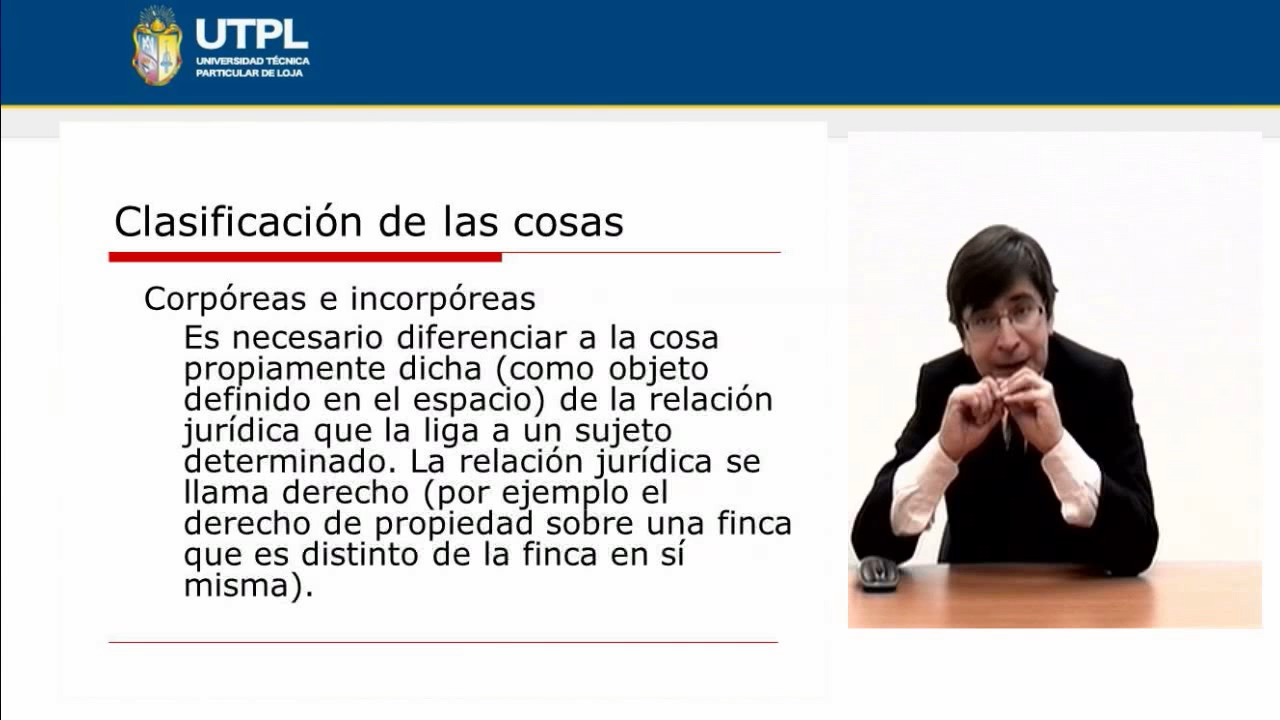 UTPL
UNIVERSIDAD TÉCNICA
PARTICULAR DE LOJA
Clasificación de las cosas
Corpóreas e incorpóreas
Es necesario diferenciar a la cosa
propiamente dicha (como objeto
definido en el espacio) de la relación
jurídica que la liga a un sujeto
determinado. La relación jurídica se
llama derecho (por ejemplo el
derecho de propiedad sobre una finca
que es distinto de la finca en sí
misma).